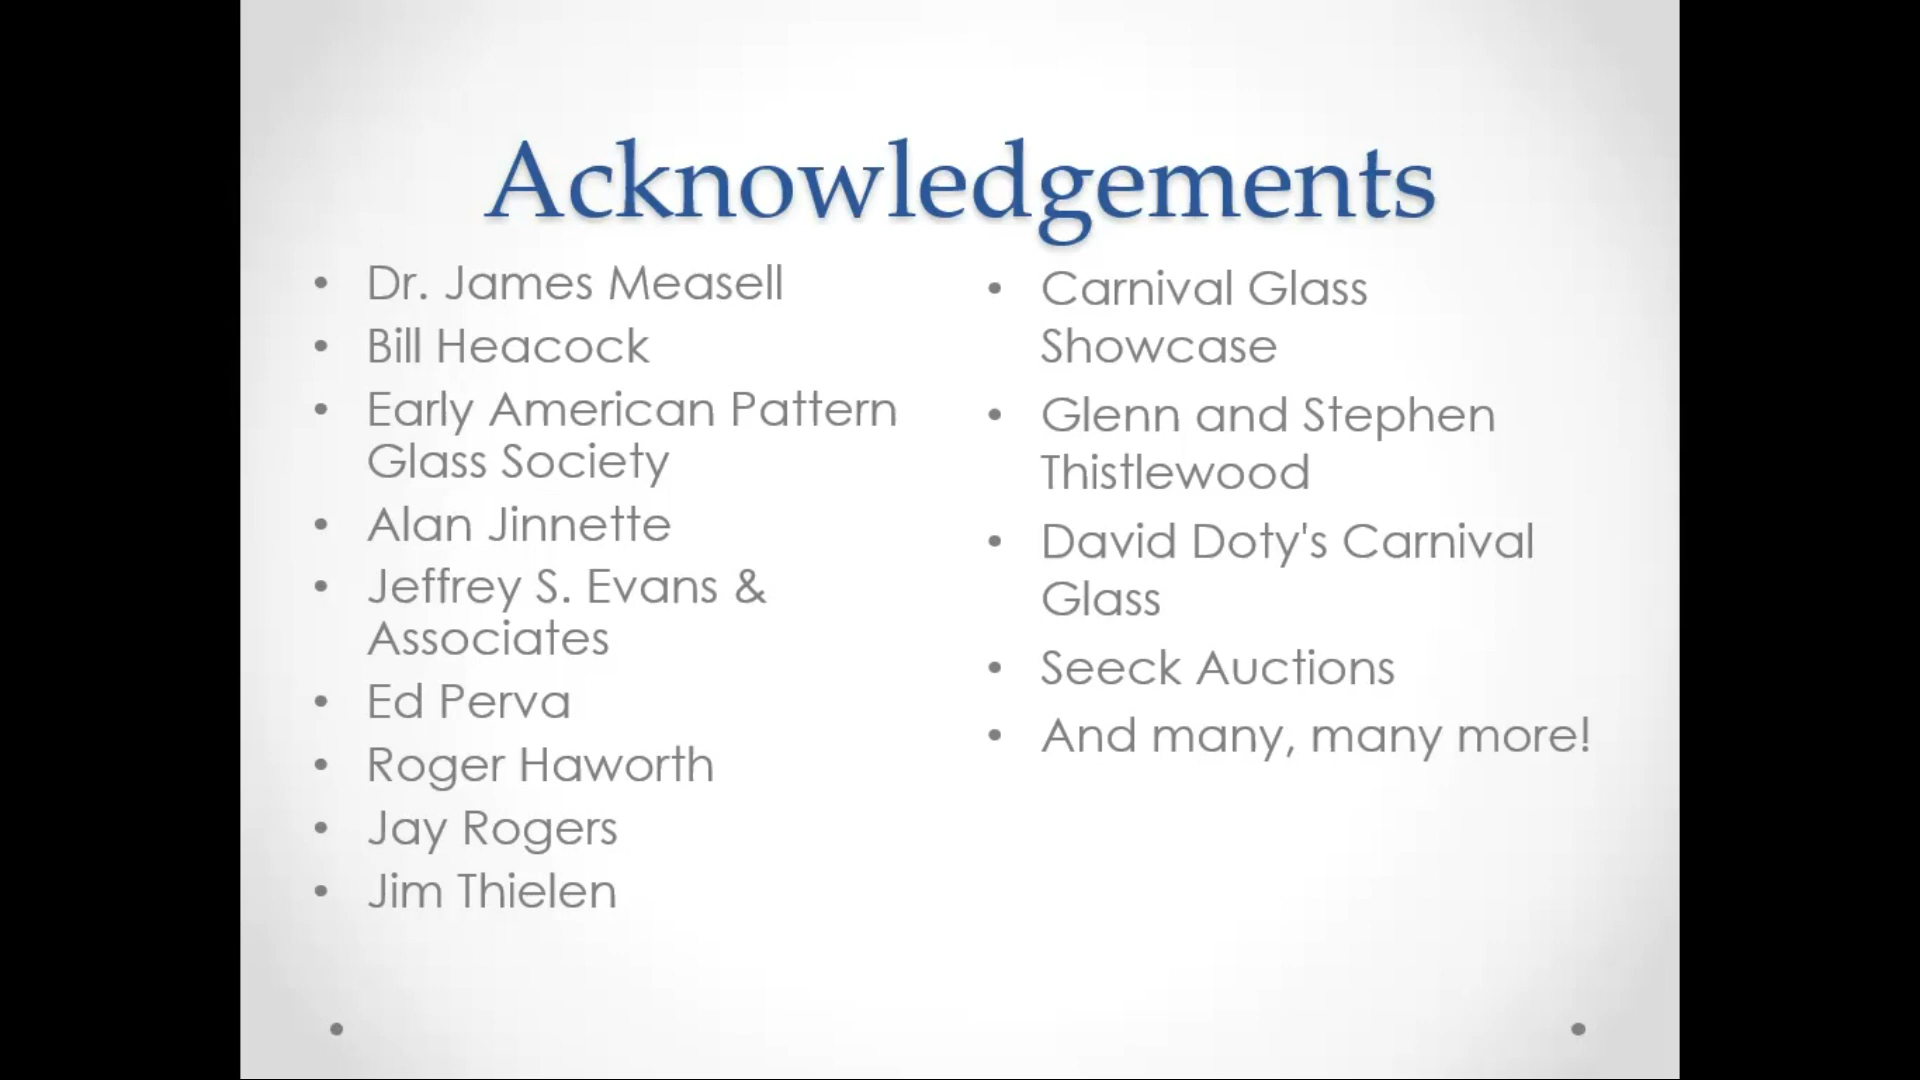 Acknowledgements
• Dr. James Measell
• Bill Heacock
• Early American Pattern
Glass Society
• Alan Jinnette
• Jeffrey S. Evans &
Associates
• Ed Perva
• Roger Haworth
• Jay Rogers
• Jim Thielen
• Carnival Glass
Showcase
• Glenn and Stephen
Thistlewood
• David Doty's Carnival
Glass
• Seeck Auctions
• And many, many more!